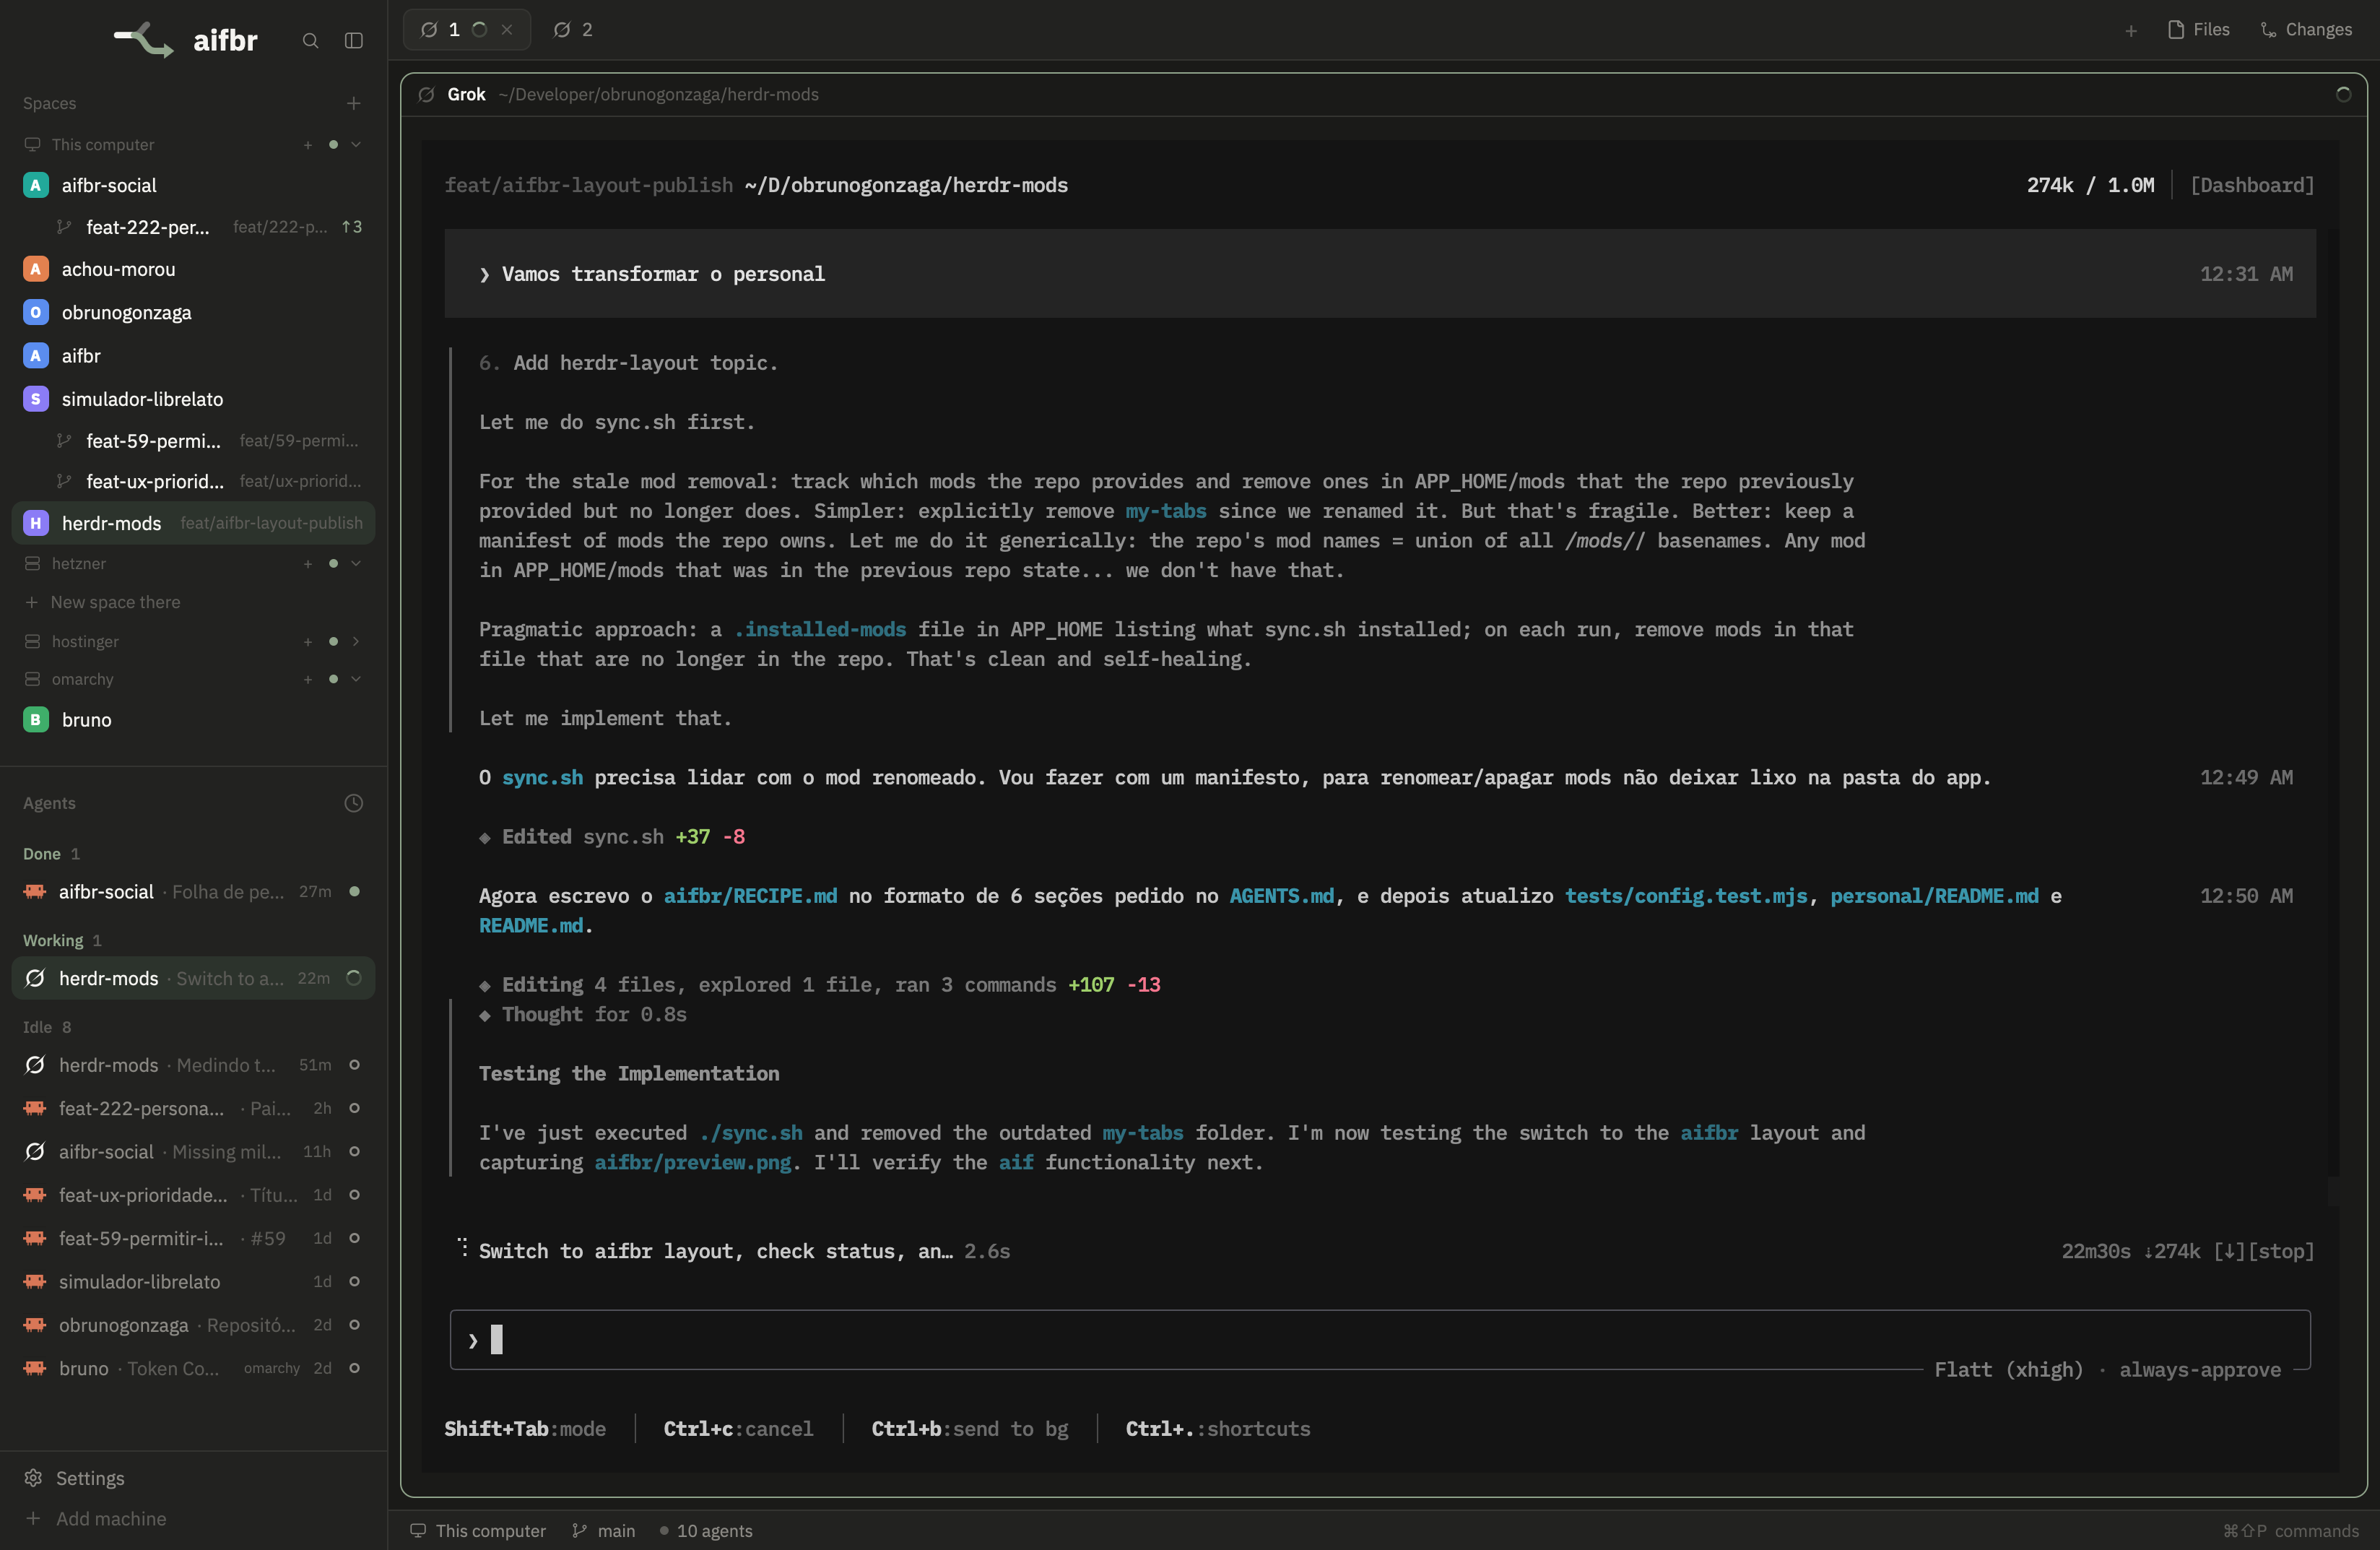 aifbr
Spaces
This computer
A aifbr-social
feat-222-per... feat/222-p... ↑3
A achou-morou
O obrunogonzaga
A aifbr
S simulador-librelato
feat-59-permi... feat/59-permi...
feat-ux-priorid... feat/ux-priorid...
H herdr-mods feat/aifbr-layout-publish
hetzner
+ New space there
hostinger
omarchy
B bruno
Agents
Done 1
aifbr-social · Folha de pe... 27m
Working 1
herdr-mods · Switch to a... 22m
Idle 8
herdr-mods · Medindo t... 51m
feat-222-persona... · Pai... 2h
aifbr-social · Missing mil... 11h
feat-ux-prioridade... · Títu... 1d
feat-59-permitir-i... · #59 1d
simulador-librelato 1d
obrunogonzaga · Repositó... 2d
bruno · Token Co... omarchy 2d
Settings
+ Add machine
1
2
+ Files Changes
Grok ~/Developer/obrunogonzaga/herdr-mods
feat/aifbr-layout-publish ~/D/obrunogonzaga/herdr-mods 274k / 1.0M [Dashboard]
❯ Vamos transformar o personal 12:31 AM
6. Add herdr-layout topic.
Let me do sync.sh first.
For the stale mod removal: track which mods the repo provides and remove ones in APP_HOME/mods that the repo previously
provided but no longer does. Simpler: explicitly remove my-tabs since we renamed it. But that's fragile. Better: keep a
manifest of mods the repo owns. Let me do it generically: the repo's mod names = union of all /mods// basenames. Any mod
in APP_HOME/mods that was in the previous repo state... we don't have that.
Pragmatic approach: a .installed-mods file in APP_HOME listing what sync.sh installed; on each run, remove mods in that
file that are no longer in the repo. That's clean and self-healing.
Let me implement that.
O sync.sh precisa lidar com o mod renomeado. Vou fazer com um manifesto, para renomear/apagar mods não deixar lixo na pasta do app. 12:49 AM
◆ Edited sync.sh +37 -8
Agora escrevo o aifbr/RECIPE.md no formato de 6 seções pedido no AGENTS.md, e depois atualizo tests/config.test.mjs, personal/README.md e 12:50 AM
README.md.
◆ Editing 4 files, explored 1 file, ran 3 commands +107 -13
◆ Thought for 0.8s
Testing the Implementation
I've just executed ./sync.sh and removed the outdated my-tabs folder. I'm now testing the switch to the aifbr layout and
capturing aifbr/preview.png. I'll verify the aif functionality next.
Switch to aifbr layout, check status, an… 2.6s 22m30s ↓274k [↓][stop]
❯
Flatt (xhigh) · always-approve
Shift+Tab:mode │ Ctrl+c:cancel │ Ctrl+b:send to bg │ Ctrl+.:shortcuts
This computer main 10 agents ⌘⇧P commands